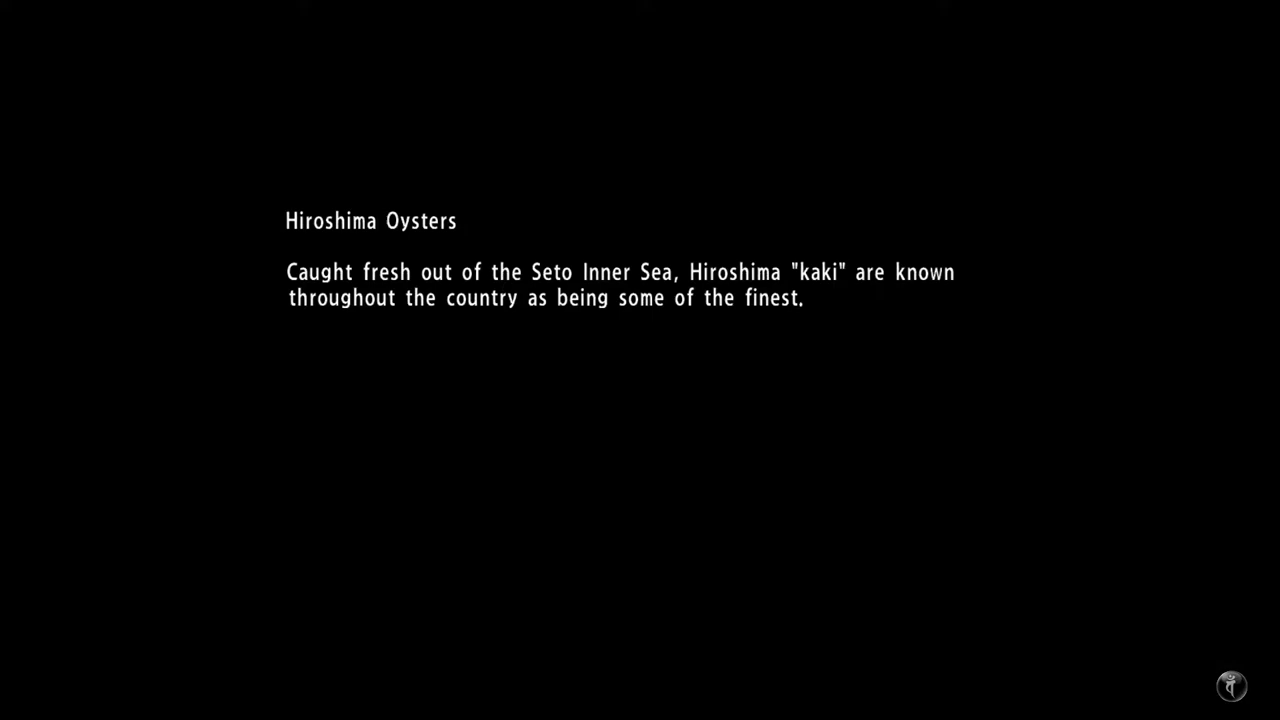 Hiroshima Oysters
Caught fresh out of the Seto Inner Sea, Hiroshima "kaki" are known
throughout the country as being some of the finest.